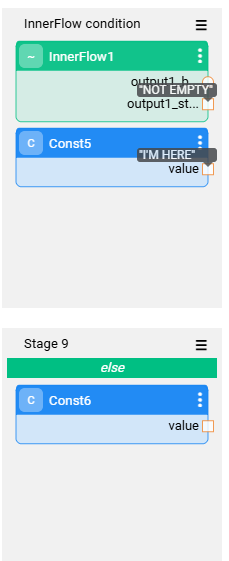 InnerFlow condition
~ InnerFlow1
output1_b...
"NOT EMPTY"
output1_st...
C Const5
"I'M HERE"
value
Stage 9
else
C Const6
value